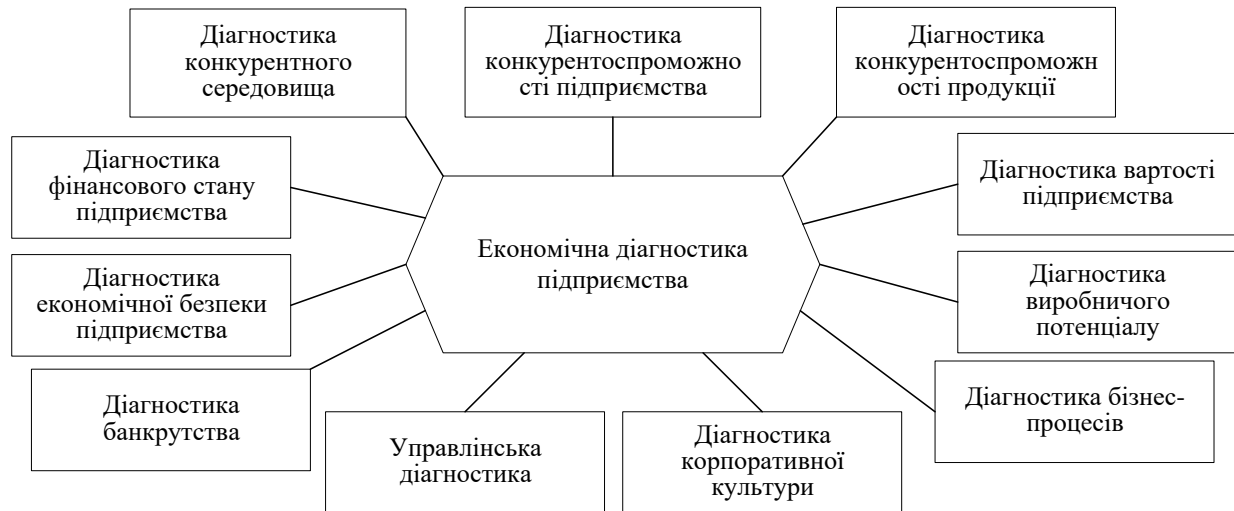 Діагностика
конкурентного
середовища
Діагностика
конкурентоспроможно
сті підприємства
Діагностика
конкурентоспроможн
ості продукції
Діагностика
фінансового стану
підприємства
Діагностика вартості
підприємства
Економічна діагностика
підприємства
Діагностика
економічної безпеки
підприємства
Діагностика
виробничого
потенціалу
Діагностика
банкрутства
Управлінська
діагностика
Діагностика
корпоративної
культури
Діагностика бізнес-
процесів